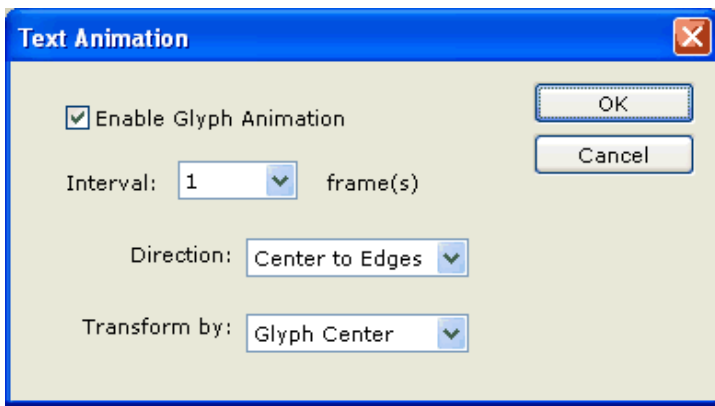 Text Animation
Enable Glyph Animation
OK
Cancel
Interval: 1 frame(s)
Direction: Center to Edges
Transform by: Glyph Center